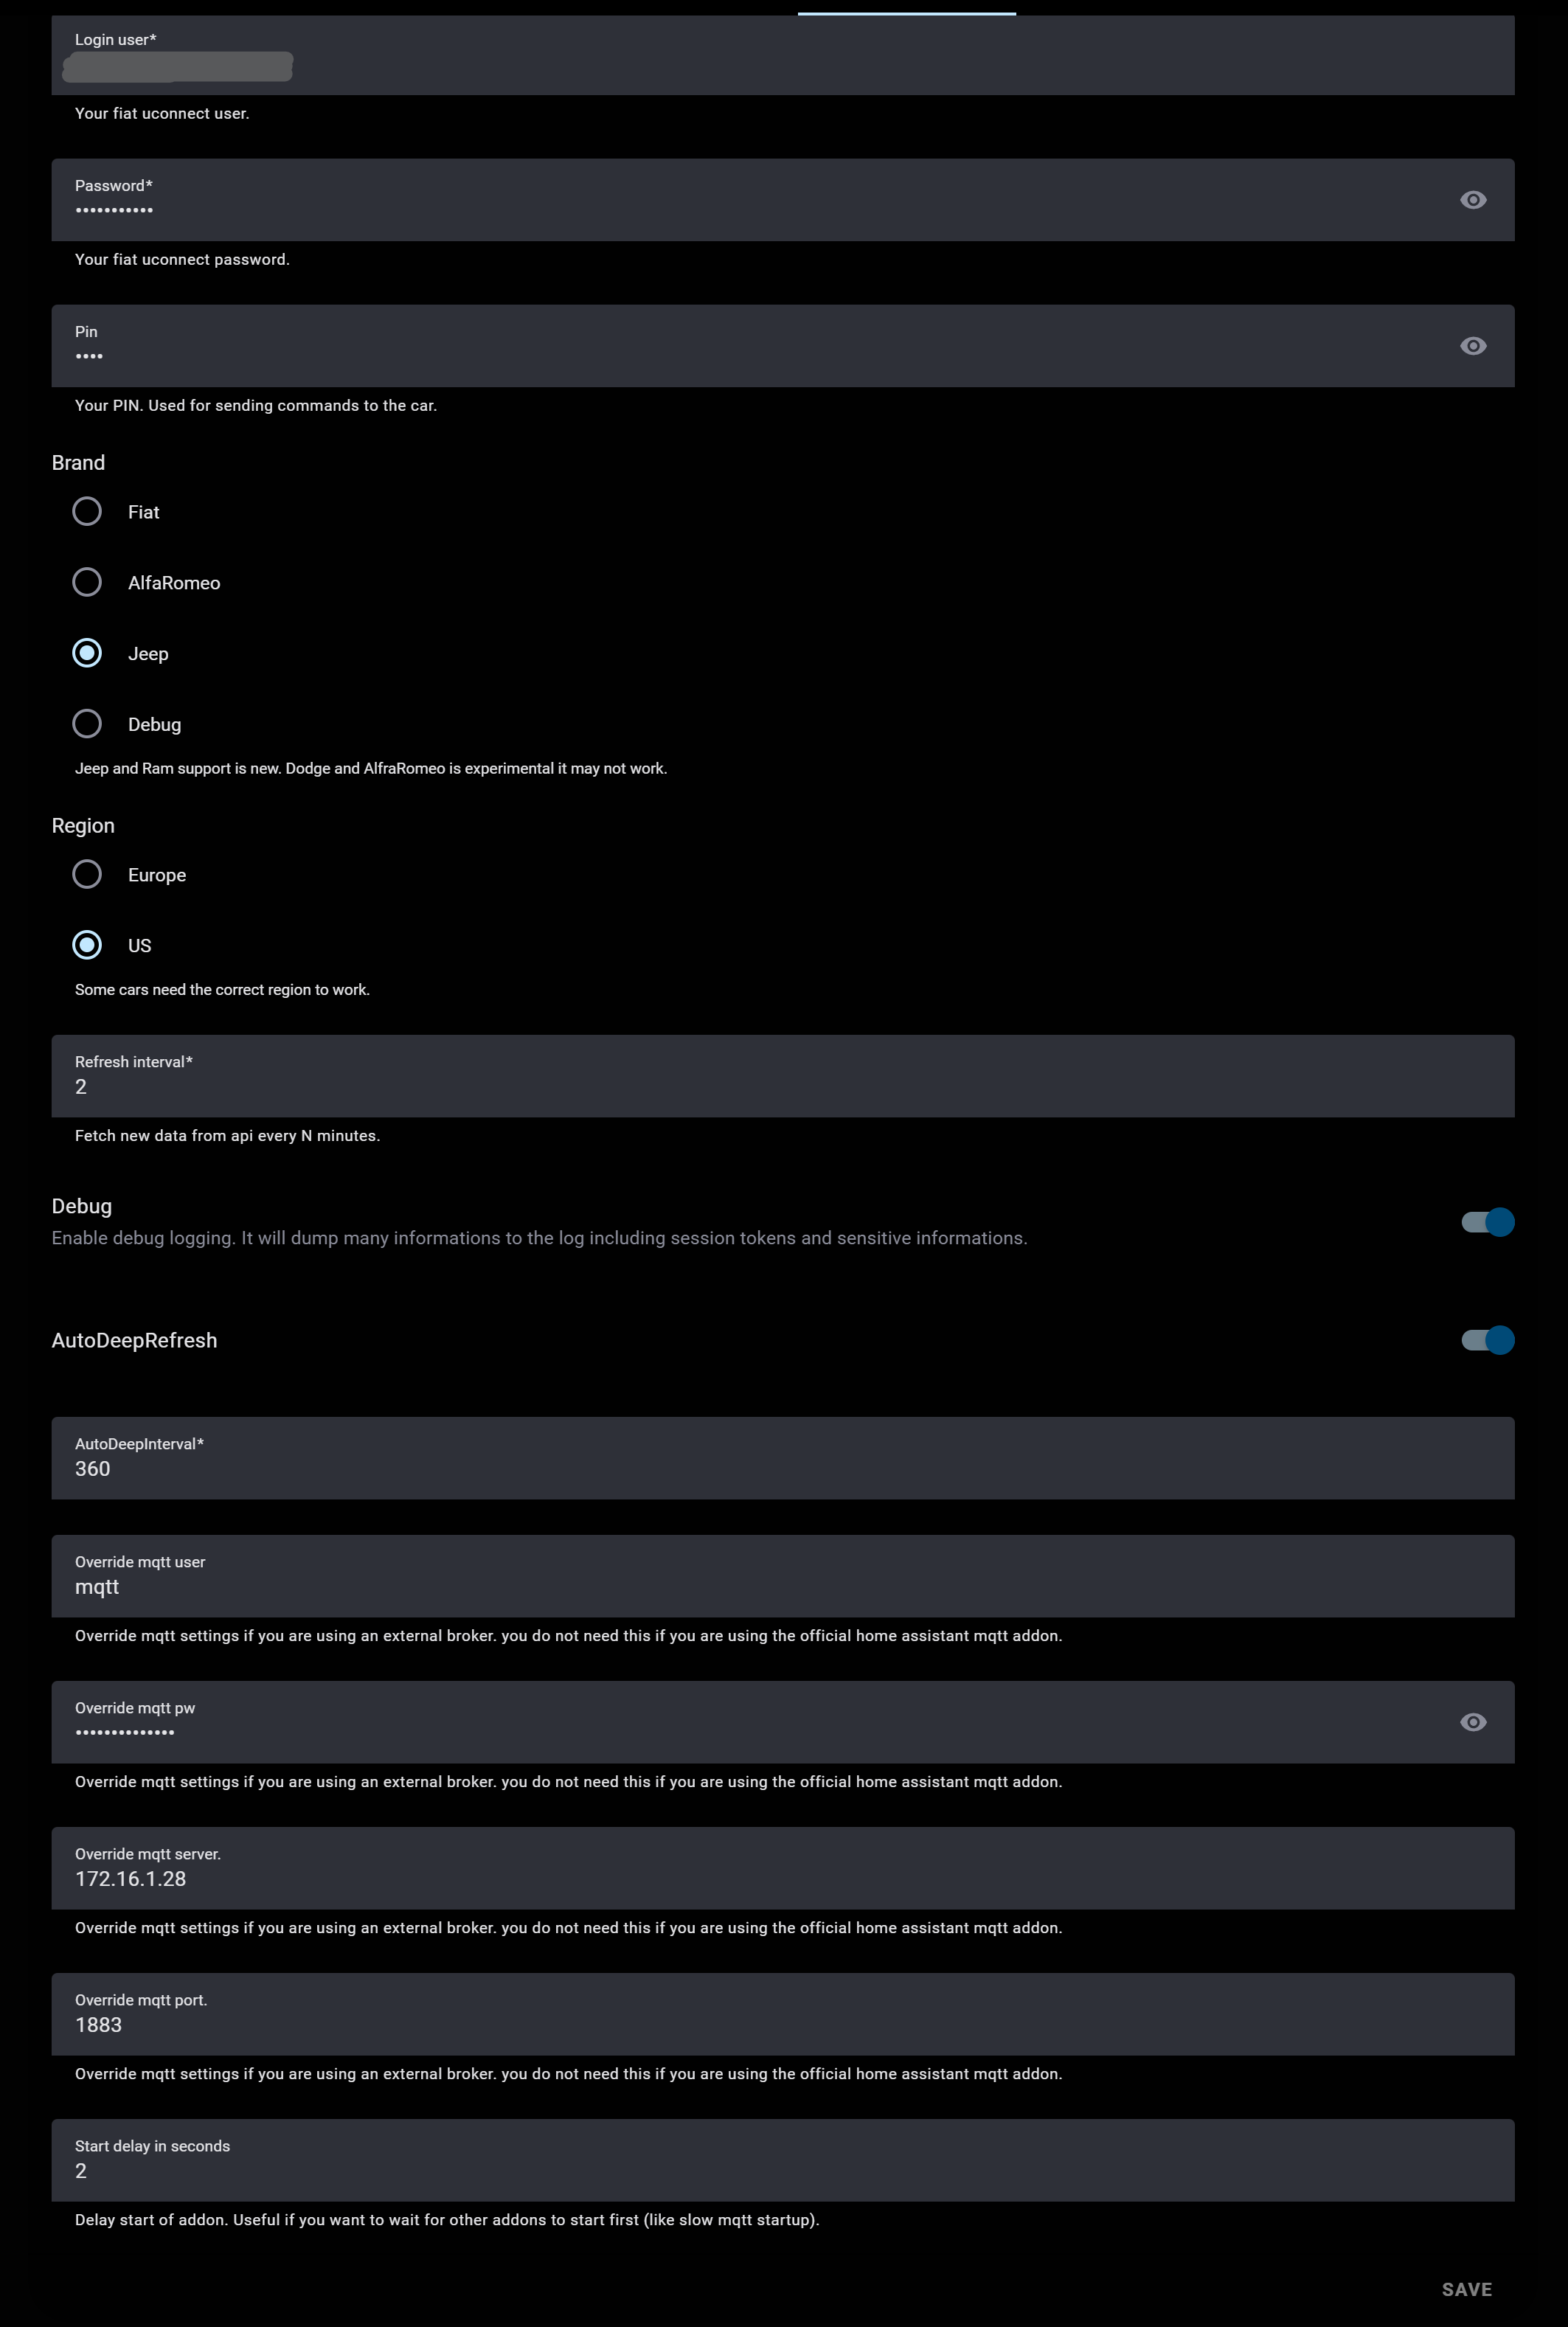 Login user*
Your fiat uconnect user.
Password*
•••••••••••
Your fiat uconnect password.
Pin
••••
Your PIN. Used for sending commands to the car.
Brand
Fiat
AlfaRomeo
Jeep
Debug
Jeep and Ram support is new. Dodge and AlfraRomeo is experimental it may not work.
Region
Europe
US
Some cars need the correct region to work.
Refresh interval*
2
Fetch new data from api every N minutes.
Debug
Enable debug logging. It will dump many informations to the log including session tokens and sensitive informations.
AutoDeepRefresh
AutoDeepInterval*
360
Override mqtt user
mqtt
Override mqtt settings if you are using an external broker. you do not need this if you are using the official home assistant mqtt addon.
Override mqtt pw
••••••••••••••
Override mqtt settings if you are using an external broker. you do not need this if you are using the official home assistant mqtt addon.
Override mqtt server.
172.16.1.28
Override mqtt settings if you are using an external broker. you do not need this if you are using the official home assistant mqtt addon.
Override mqtt port.
1883
Override mqtt settings if you are using an external broker. you do not need this if you are using the official home assistant mqtt addon.
Start delay in seconds
2
Delay start of addon. Useful if you want to wait for other addons to start first (like slow mqtt startup).
SAVE